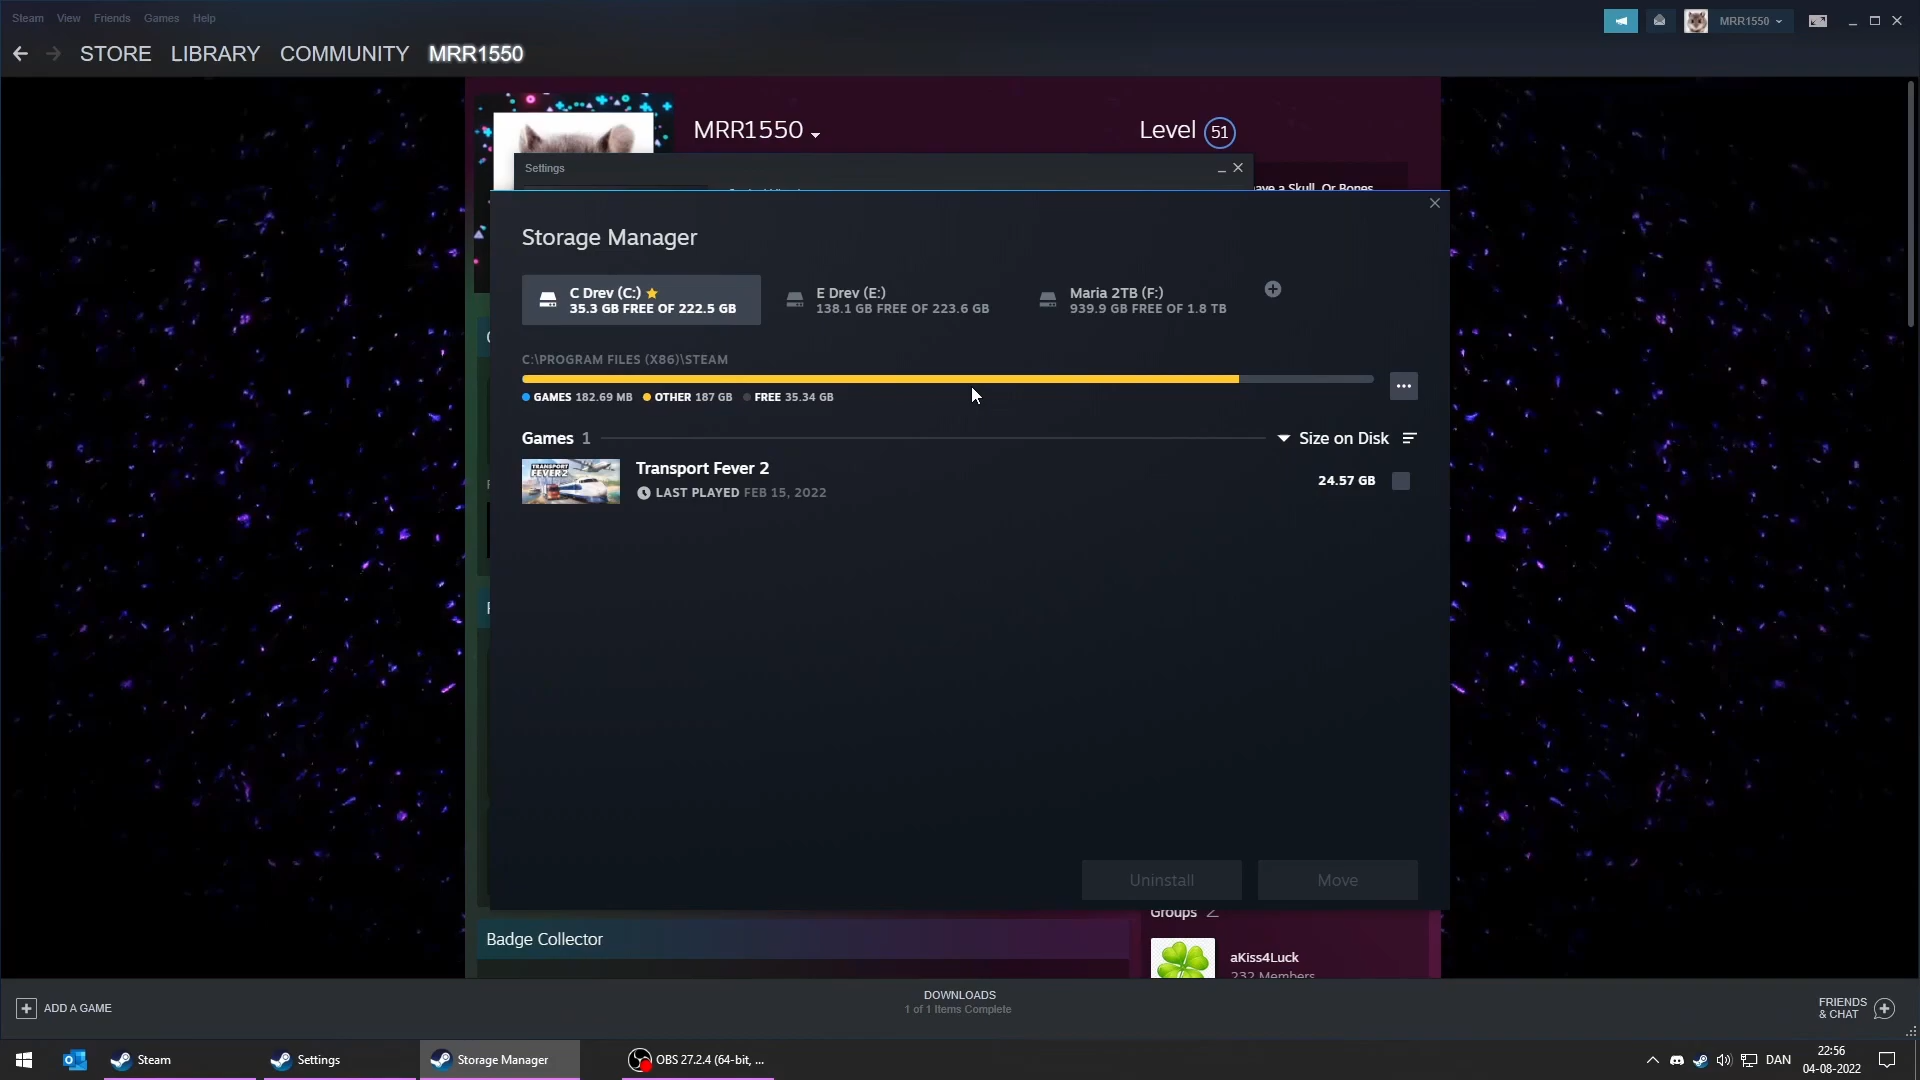 Steam View Friends Games Help
MRR1550
STORE LIBRARY COMMUNITY MRR1550
MRR1550
Level 51
Settings
ave a Skull, Or Bones
Storage Manager
C Drev (C:)
35.3 GB FREE OF 222.5 GB
E Drev (E:)
138.1 GB FREE OF 223.6 GB
Maria 2TB (F:)
939.9 GB FREE OF 1.8 TB
C:\PROGRAM FILES (X86)\STEAM
GAMES 182.69 MB OTHER 187 GB FREE 35.34 GB
Games 1
Size on Disk
TRANSPORT FEVER 2
Transport Fever 2
LAST PLAYED FEB 15, 2022
24.57 GB
Uninstall Move
Groups 2
Badge Collector
aKiss4Luck
232 Members
ADD A GAME
DOWNLOADS
1 of 1 Items Complete
FRIENDS
& CHAT
Steam
Settings
Storage Manager
OBS 27.2.4 (64-bit, ...
DAN
22:56
04-08-2022